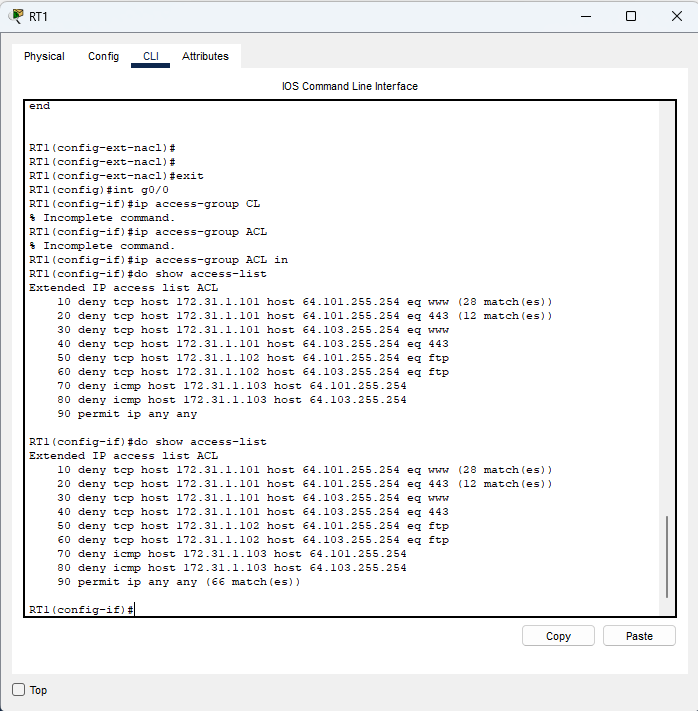 RT1
Physical Config CLI Attributes
IOS Command Line Interface
end
RT1(config-ext-nacl)#
RT1(config-ext-nacl)#
RT1(config-ext-nacl)#exit
RT1(config)#int g0/0
RT1(config-if)#ip access-group CL
% Incomplete command.
RT1(config-if)#ip access-group ACL
% Incomplete command.
RT1(config-if)#ip access-group ACL in
RT1(config-if)#do show access-list
Extended IP access list ACL
10 deny tcp host 172.31.1.101 host 64.101.255.254 eq www (28 match(es))
20 deny tcp host 172.31.1.101 host 64.101.255.254 eq 443 (12 match(es))
30 deny tcp host 172.31.1.101 host 64.103.255.254 eq www
40 deny tcp host 172.31.1.101 host 64.103.255.254 eq 443
50 deny tcp host 172.31.1.102 host 64.101.255.254 eq ftp
60 deny tcp host 172.31.1.102 host 64.103.255.254 eq ftp
70 deny icmp host 172.31.1.103 host 64.101.255.254
80 deny icmp host 172.31.1.103 host 64.103.255.254
90 permit ip any any
RT1(config-if)#do show access-list
Extended IP access list ACL
10 deny tcp host 172.31.1.101 host 64.101.255.254 eq www (28 match(es))
20 deny tcp host 172.31.1.101 host 64.101.255.254 eq 443 (12 match(es))
30 deny tcp host 172.31.1.101 host 64.103.255.254 eq www
40 deny tcp host 172.31.1.101 host 64.103.255.254 eq 443
50 deny tcp host 172.31.1.102 host 64.101.255.254 eq ftp
60 deny tcp host 172.31.1.102 host 64.103.255.254 eq ftp
70 deny icmp host 172.31.1.103 host 64.101.255.254
80 deny icmp host 172.31.1.103 host 64.103.255.254
90 permit ip any any (66 match(es))
RT1(config-if)#
Copy Paste
Top